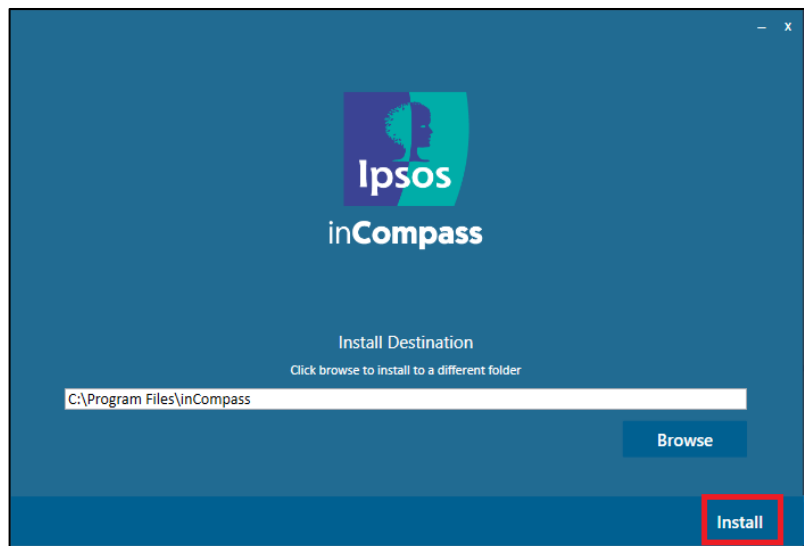 – x
Ipsos
inCompass
Install Destination
Click browse to install to a different folder
C:\Program Files\inCompass
Browse
Install